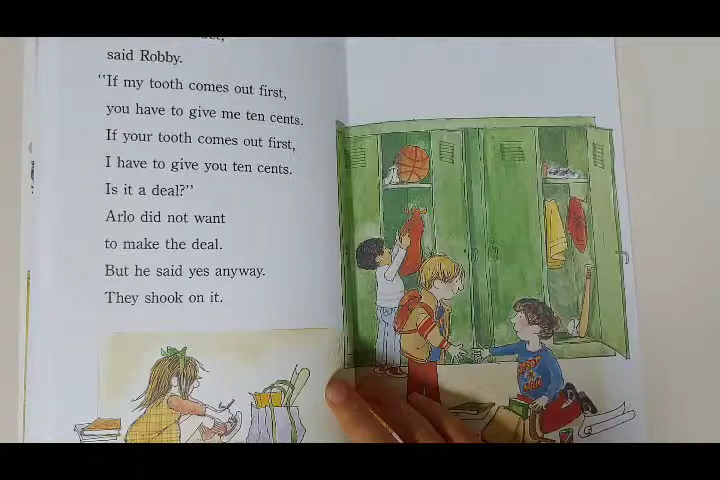 said Robby.
"If my tooth comes out first,
you have to give me ten cents.
If your tooth comes out first,
I have to give you ten cents.
Is it a deal?"
Arlo did not want
to make the deal.
But he said yes anyway.
They shook on it.